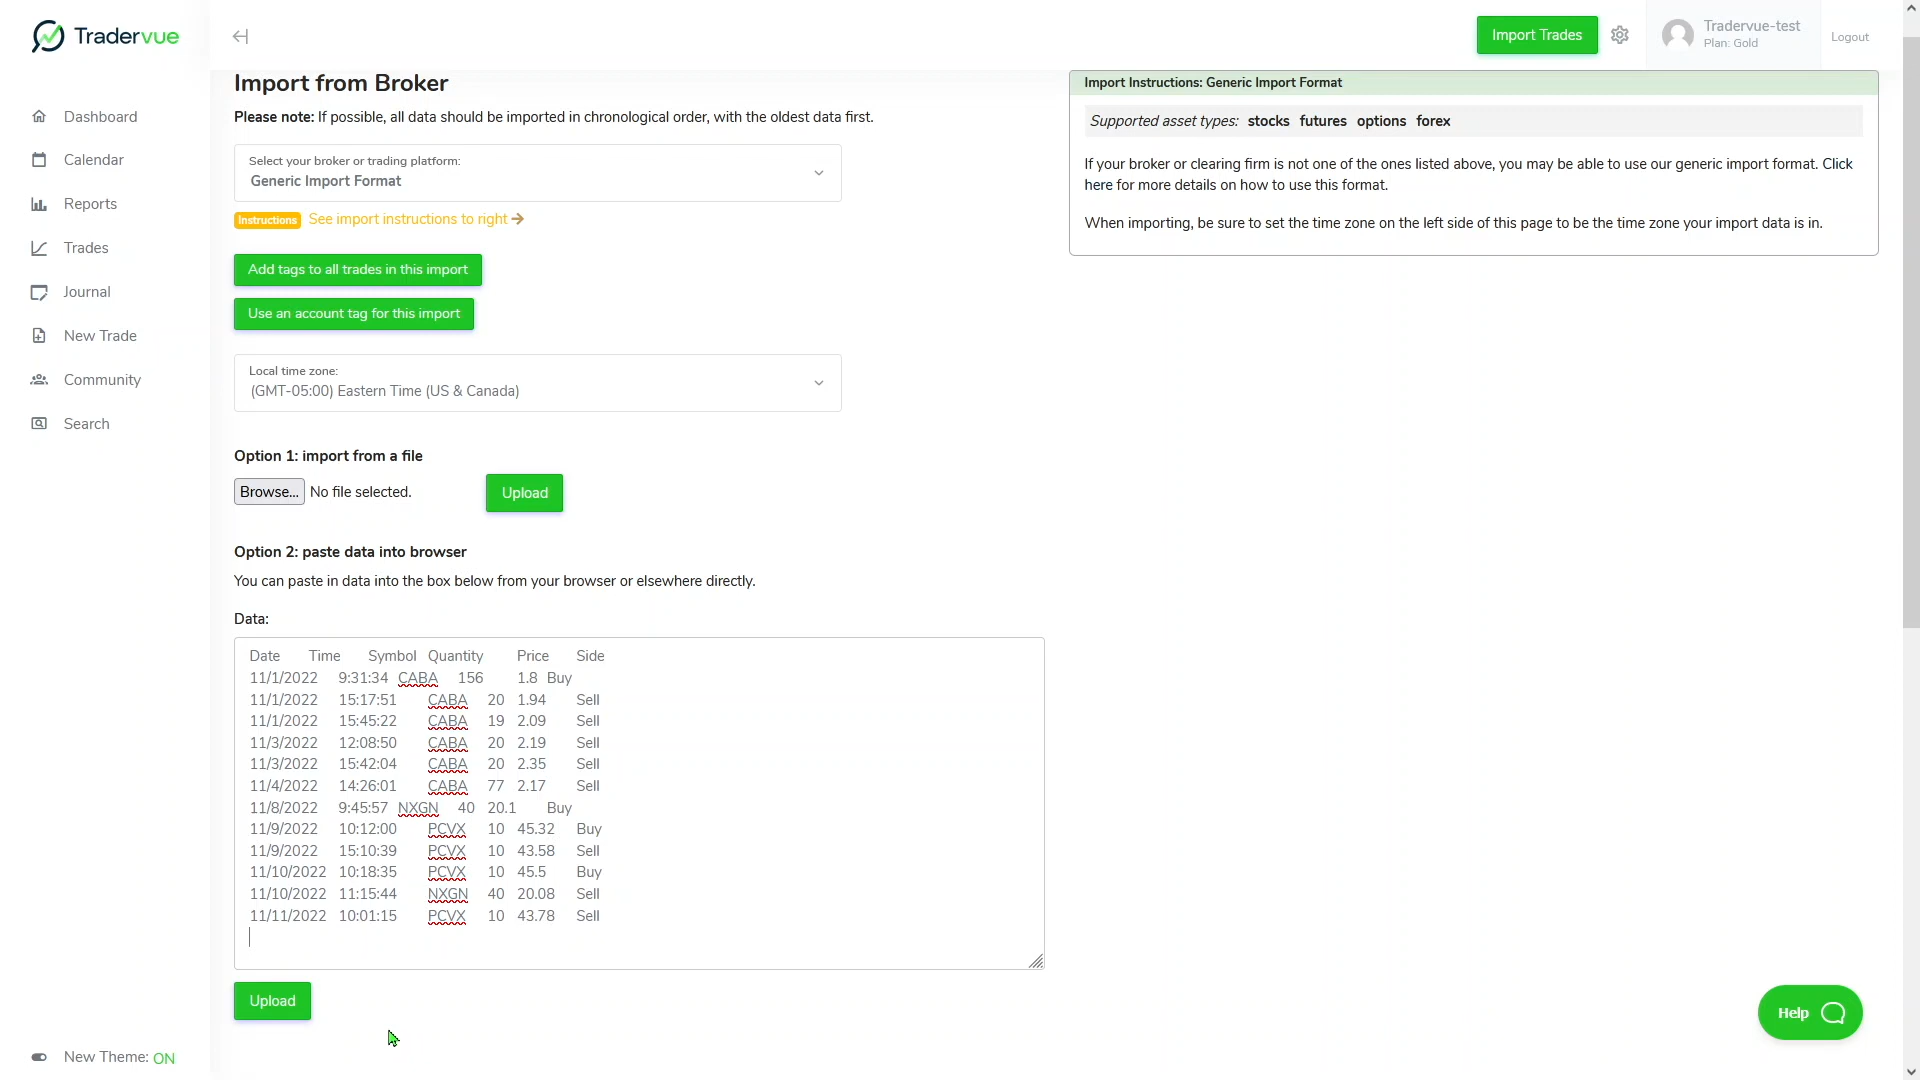 Tradervue
Import Trades
Tradervue-test
Plan: Gold
Logout
Dashboard
Calendar
Reports
Trades
Journal
New Trade
Community
Search
New Theme: ON
Import from Broker
Please note: If possible, all data should be imported in chronological order, with the oldest data first.
Select your broker or trading platform:
Generic Import Format
Instructions See import instructions to right
Add tags to all trades in this import
Use an account tag for this import
Local time zone:
(GMT-05:00) Eastern Time (US & Canada)
Option 1: import from a file
Browse... No file selected. Upload
Option 2: paste data into browser
You can paste in data into the box below from your browser or elsewhere directly.
Data:
Date Time Symbol Quantity Price Side
11/1/2022 9:31:34 CABA 156 1.8 Buy
11/1/2022 15:17:51 CABA 20 1.94 Sell
11/1/2022 15:45:22 CABA 19 2.09 Sell
11/3/2022 12:08:50 CABA 20 2.19 Sell
11/3/2022 15:42:04 CABA 20 2.35 Sell
11/4/2022 14:26:01 CABA 77 2.17 Sell
11/8/2022 9:45:57 NXGN 40 20.1 Buy
11/9/2022 10:12:00 PCVX 10 45.32 Buy
11/9/2022 15:10:39 PCVX 10 43.58 Sell
11/10/2022 10:18:35 PCVX 10 45.5 Buy
11/10/2022 11:15:44 NXGN 40 20.08 Sell
11/11/2022 10:01:15 PCVX 10 43.78 Sell
Upload
Import Instructions: Generic Import Format
Supported asset types: stocks futures options forex
If your broker or clearing firm is not one of the ones listed above, you may be able to use our generic import format. Click
here for more details on how to use this format.
When importing, be sure to set the time zone on the left side of this page to be the time zone your import data is in.
Help